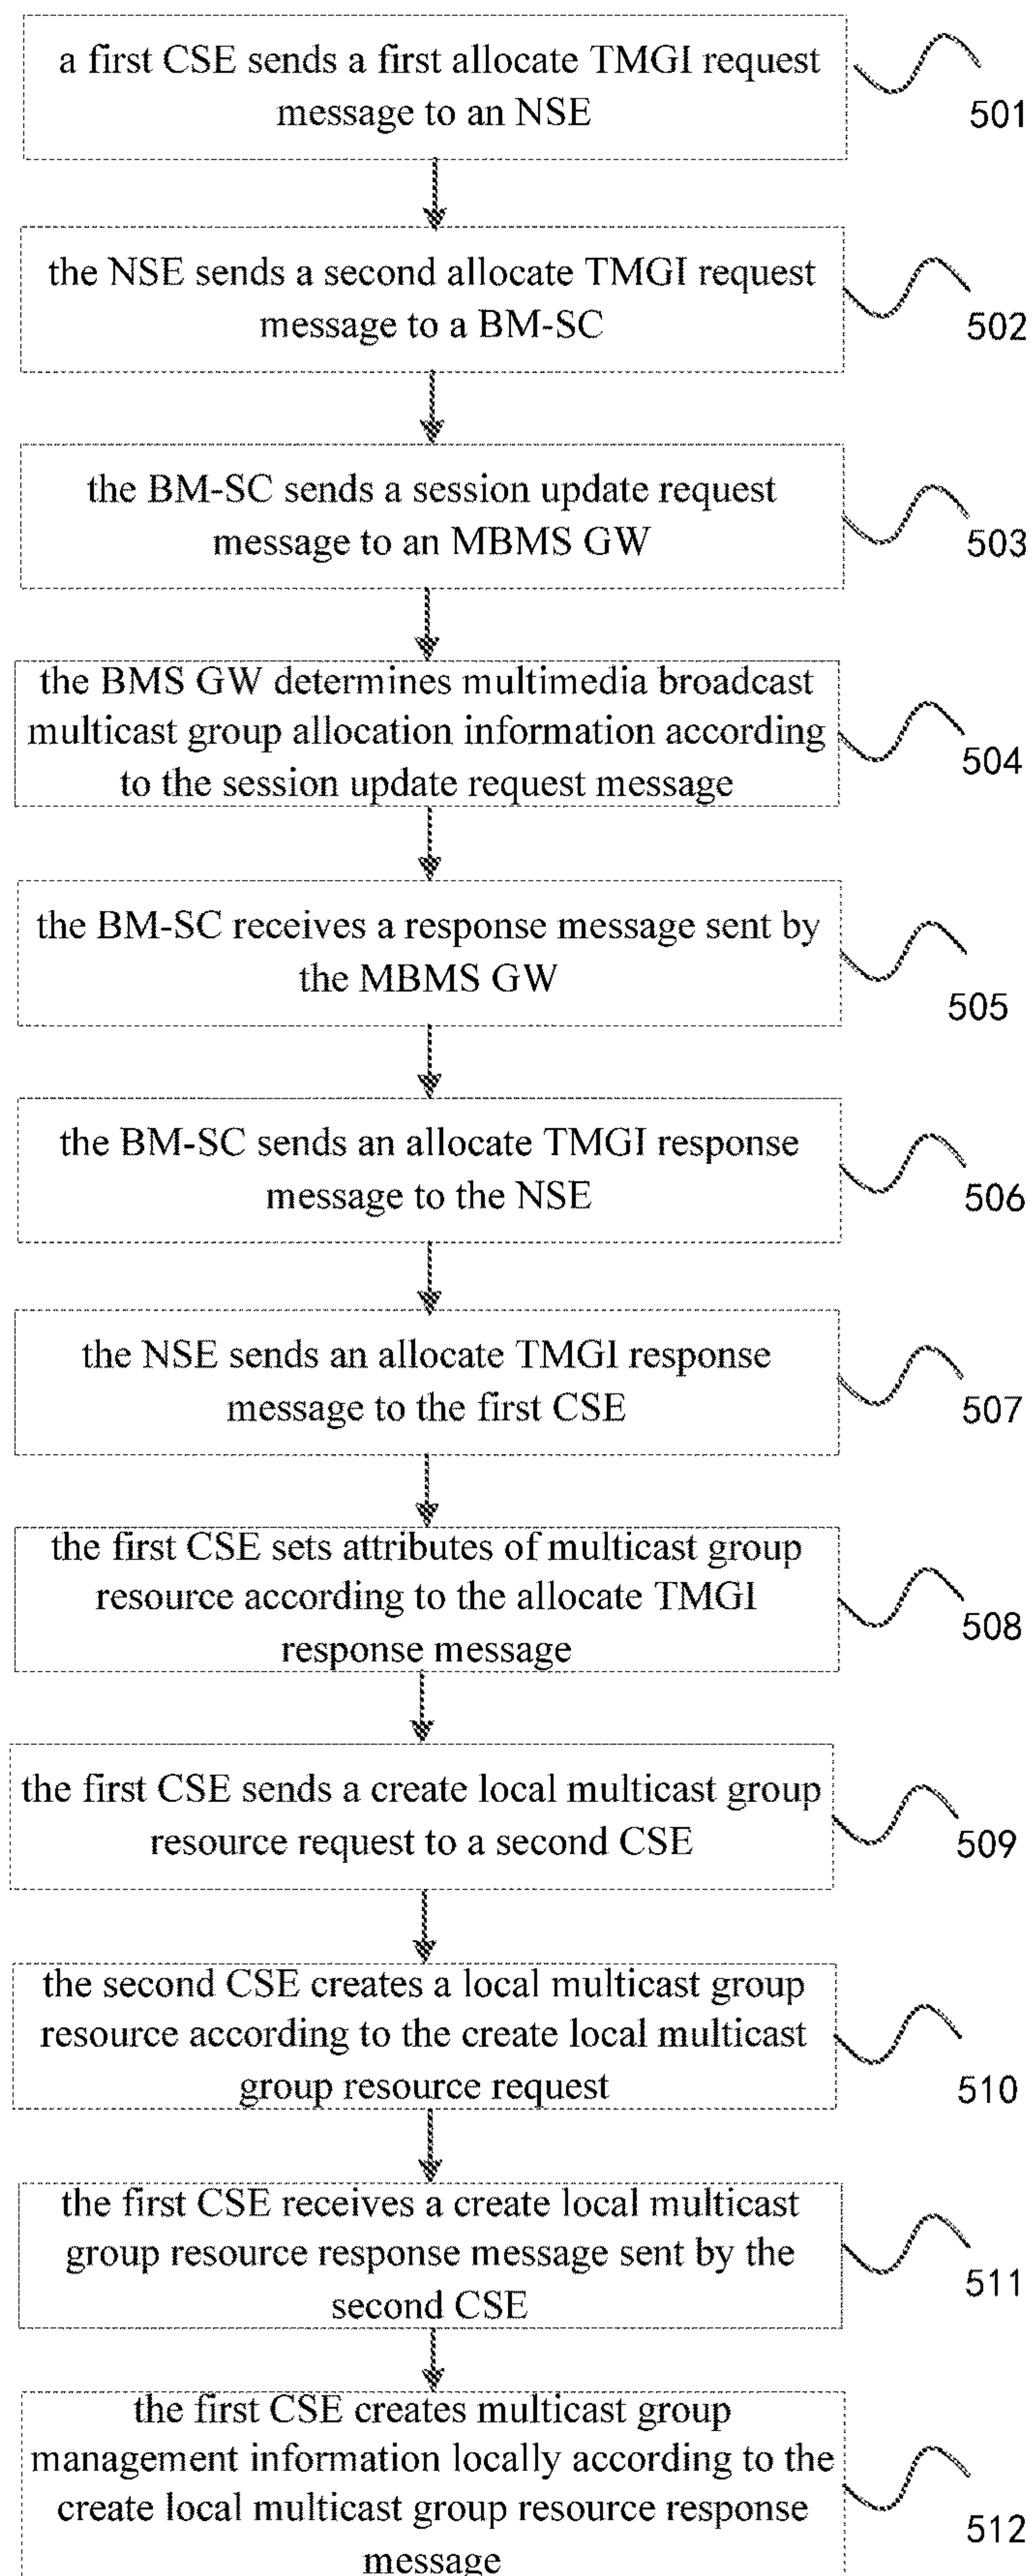 a first CSE sends a first allocate TMGI request
message to an NSE
501
the NSE sends a second allocate TMGI request
message to a BM-SC
502
the BM-SC sends a session update request
message to an MBMS GW
503
the BMS GW determines multimedia broadcast
multicast group allocation information according
to the session update request message
504
the BM-SC receives a response message sent by
the MBMS GW
505
the BM-SC sends an allocate TMGI response
message to the NSE
506
the NSE sends an allocate TMGI response
message to the first CSE
507
the first CSE sets attributes of multicast group
resource according to the allocate TMGI
response message
508
the first CSE sends a create local multicast group
resource request to a second CSE
509
the second CSE creates a local multicast group
resource according to the create local multicast
group resource request
510
the first CSE receives a create local multicast
group resource response message sent by the
second CSE
511
the first CSE creates multicast group
management information locally according to the
create local multicast group resource response
message
512